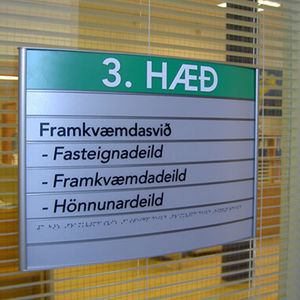 3. HÆÐ
Framkvæmdasvið
- Fasteignadeild
- Framkvæmdadeild
- Hönnunardeild